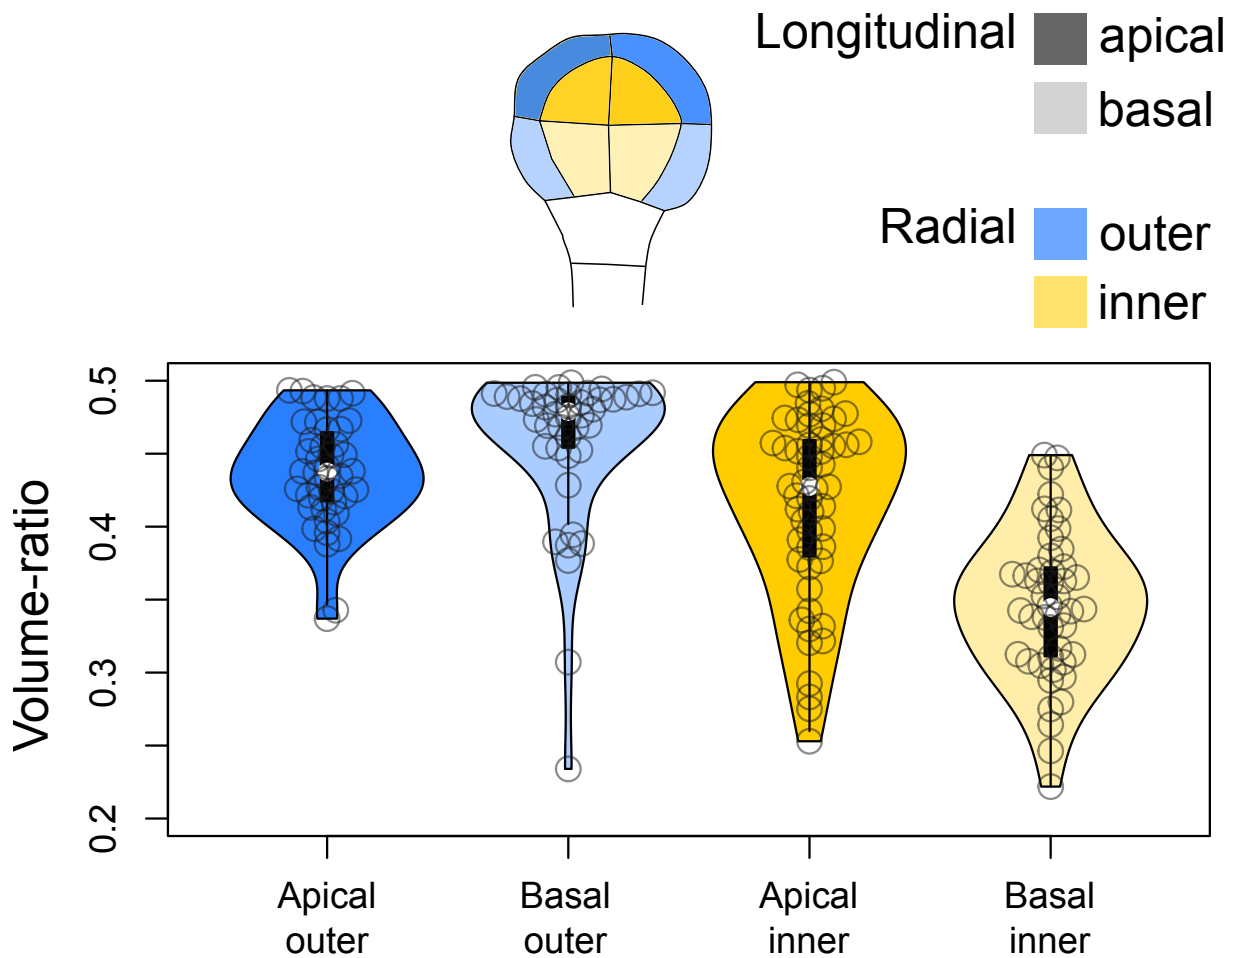 Longitudinal apical
basal
Radial outer
inner
Volume-ratio
0.5
0.4
0.3
0.2
Apical outer
Basal outer
Apical inner
Basal inner